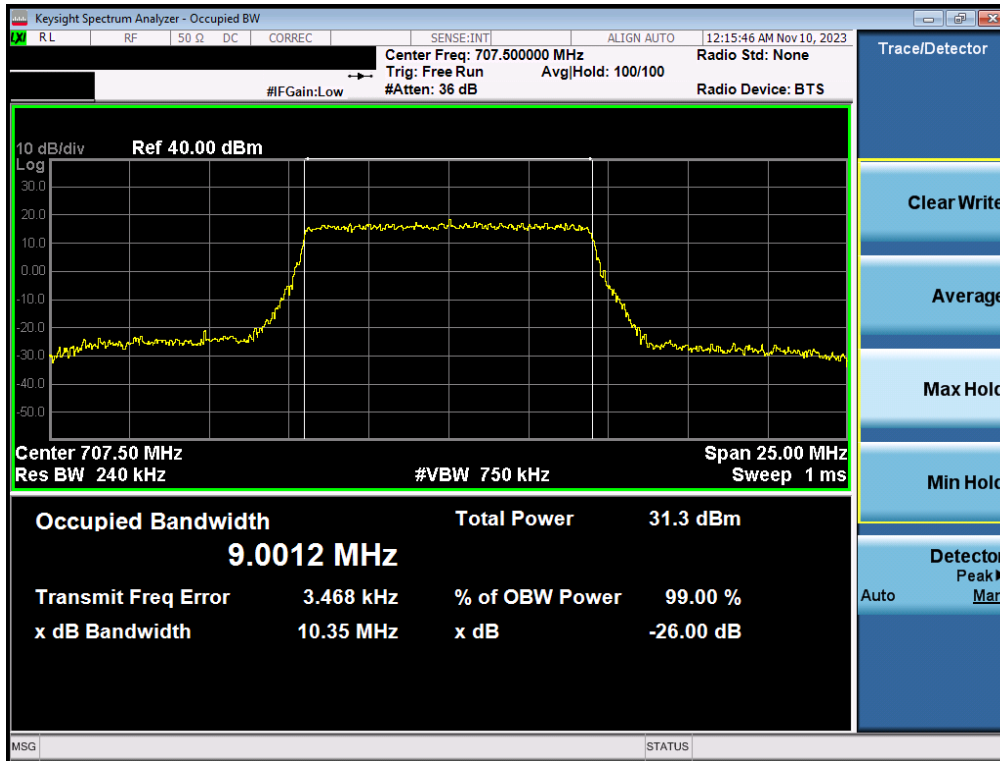 Keysight Spectrum Analyzer - Occupied BW
LXI RL RF 50 Ω DC CORREC SENSE:INT ALIGN AUTO 12:15:46 AM Nov 10, 2023
Center Freq: 707.500000 MHz Radio Std: None
Trig: Free Run Avg|Hold: 100/100
#IFGain:Low #Atten: 36 dB Radio Device: BTS
Trace/Detector
10 dB/div Ref 40.00 dBm
Log
30.0
20.0
10.0
0.00
-10.0
-20.0
-30.0
-40.0
-50.0
Center 707.50 MHz Span 25.00 MHz
Res BW 240 kHz #VBW 750 kHz Sweep 1 ms
Occupied Bandwidth Total Power 31.3 dBm
9.0012 MHz
Transmit Freq Error 3.468 kHz % of OBW Power 99.00 %
x dB Bandwidth 10.35 MHz x dB -26.00 dB
Clear Write
Average
Max Hold
Min Hold
Detector
Peak
Auto Man
MSG STATUS